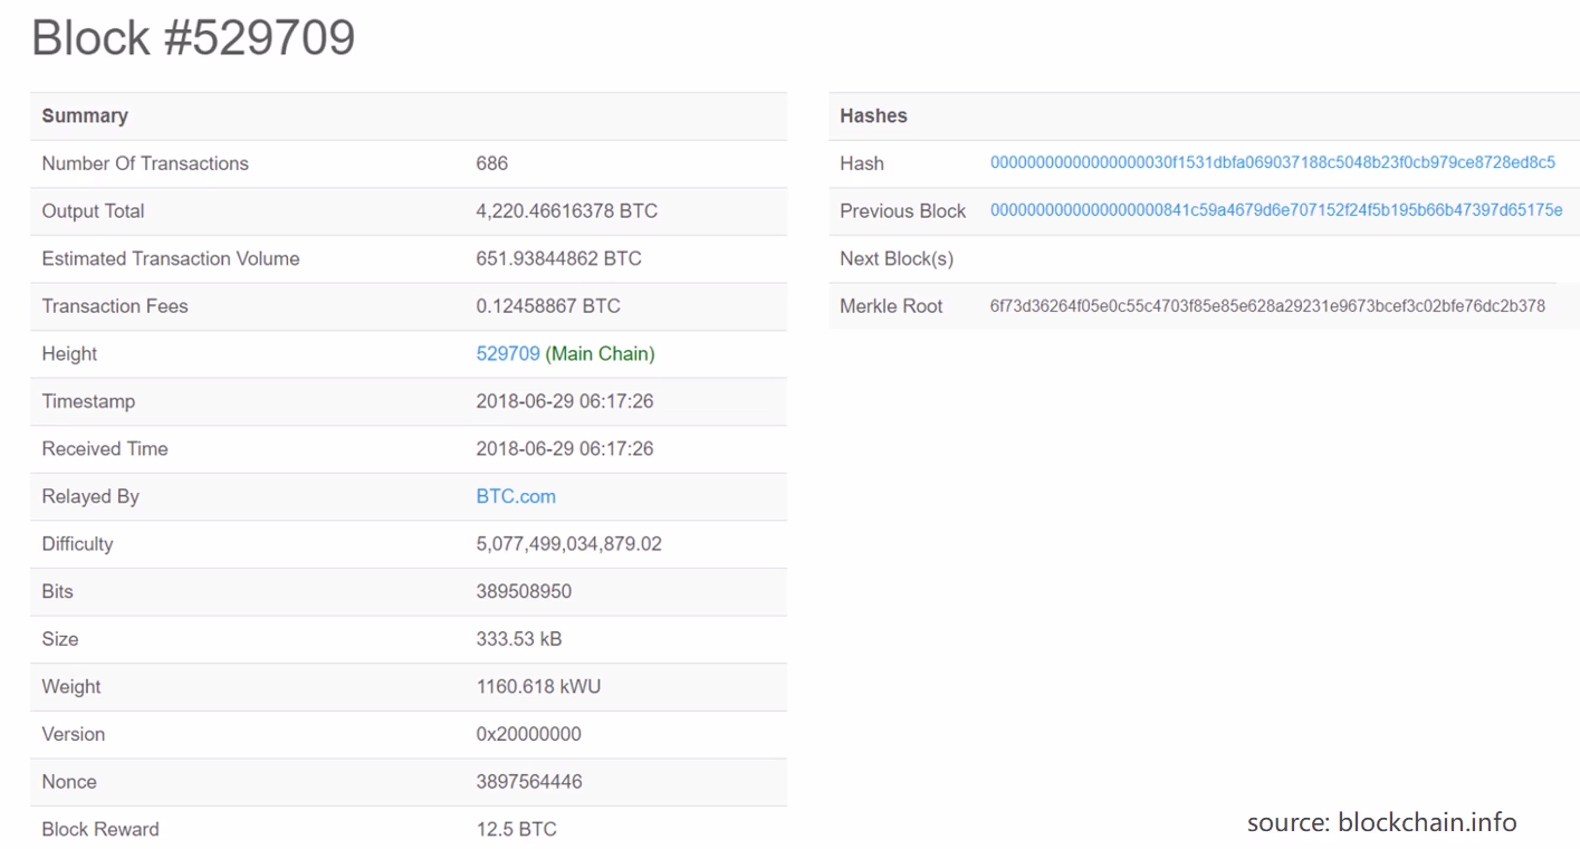 Block #529709
Summary
Number Of Transactions 686
Output Total 4,220.46616378 BTC
Estimated Transaction Volume 651.93844862 BTC
Transaction Fees 0.12458867 BTC
Height 529709 (Main Chain)
Timestamp 2018-06-29 06:17:26
Received Time 2018-06-29 06:17:26
Relayed By BTC.com
Difficulty 5,077,499,034,879.02
Bits 389508950
Size 333.53 kB
Weight 1160.618 kWU
Version 0x20000000
Nonce 3897564446
Block Reward 12.5 BTC
Hashes
Hash 00000000000000000030f1531dbfa069037188c5048b23f0cb979ce8728ed8c5
Previous Block 0000000000000000000841c59a4679d6e707152f24f5b195b66b47397d65175e
Next Block(s)
Merkle Root 6f73d36264f05e0c55c4703f85e85e628a29231e9673bcef3c02bfe76dc2b378
source: blockchain.info